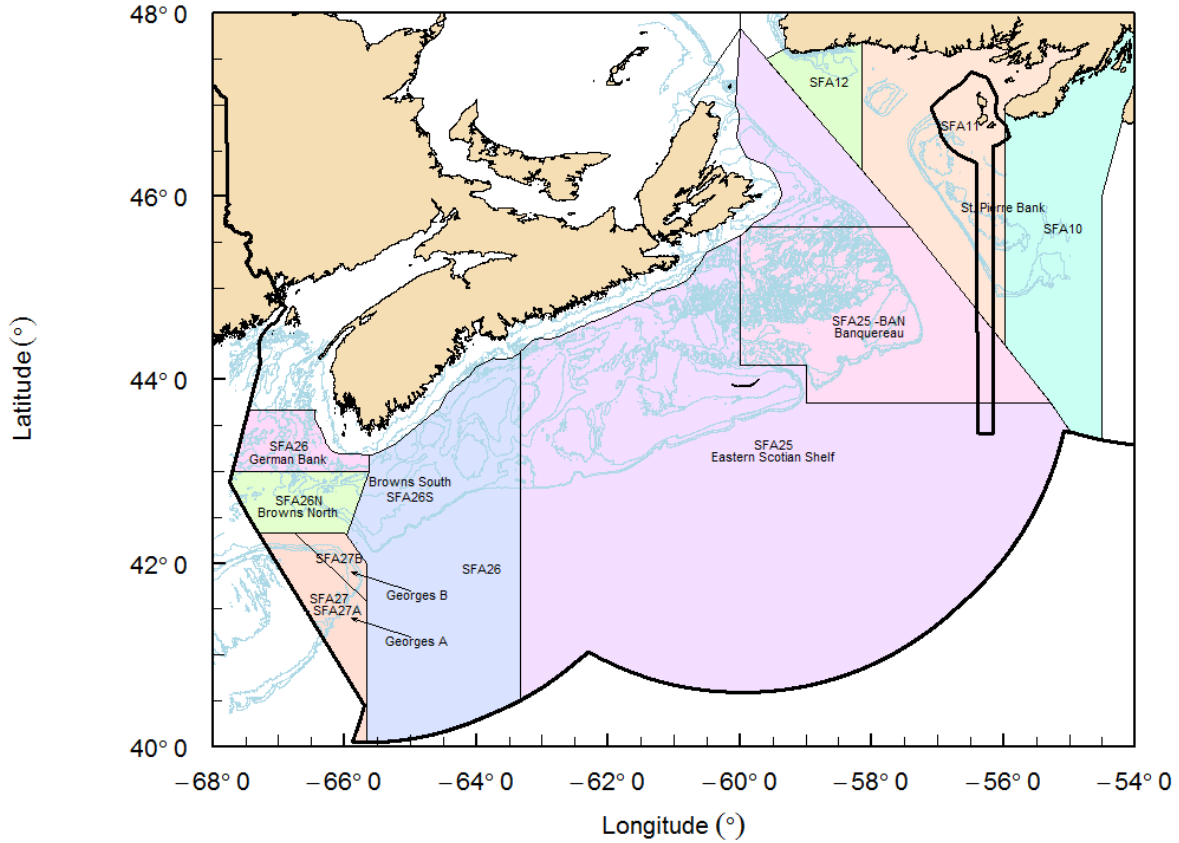 48° 0
46° 0
44° 0
42° 0
40° 0
Latitude (°)
SFA12
SFA11
St. Pierre Bank
SFA10
SFA25 -BAN
Banquereau
SFA26
German Bank
SFA25
Eastern Scotian Shelf
Browns South
SFA26S
SFA26N
Browns North
SFA27B
SFA26
Georges B
SFA27
SFA27A
Georges A
−68° 0
−66° 0
−64° 0
−62° 0
−60° 0
−58° 0
−56° 0
−54° 0
Longitude (°)